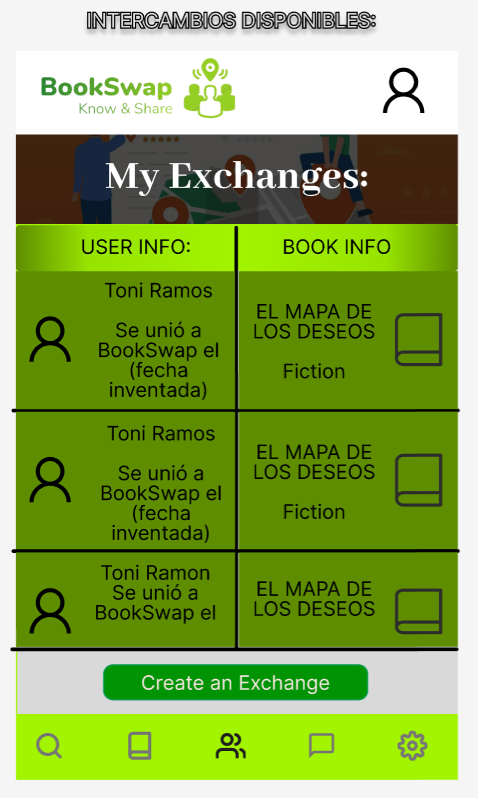 INTERCAMBIOS DISPONIBLES:
BookSwap
Know & Share
My Exchanges:
USER INFO:
BOOK INFO
Toni Ramos
Se unió a
BookSwap el
(fecha
inventada)
EL MAPA DE
LOS DESEOS
Fiction
Toni Ramos
Se unió a
BookSwap el
(fecha
inventada)
EL MAPA DE
LOS DESEOS
Fiction
Toni Ramon
Se unió a
BookSwap el
EL MAPA DE
LOS DESEOS
Create an Exchange